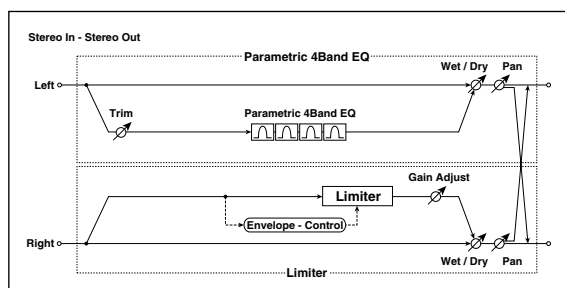 Stereo In - Stereo Out
Parametric 4Band EQ
Wet / Dry
Pan
Left
Trim
Parametric 4Band EQ
Gain Adjust
Limiter
Envelope - Control
Right
Wet / Dry
Pan
Limiter